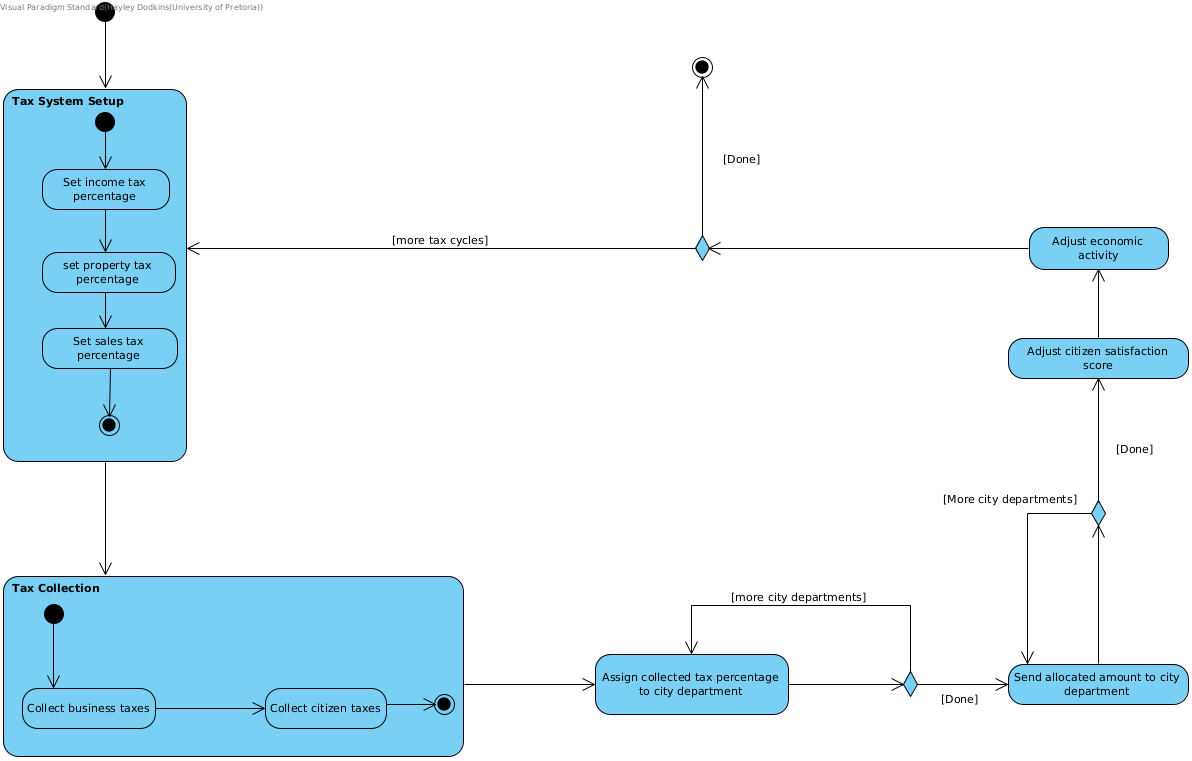 Visual Paradigm Standard(Hayley Dodkins(University of Pretoria))
Tax System Setup
Set income tax
percentage
set property tax
percentage
Set sales tax
percentage
[Done]
[more tax cycles]
Adjust economic
activity
Adjust citizen satisfaction
score
[Done]
[More city departments]
Tax Collection
Collect business taxes
Collect citizen taxes
[more city departments]
Assign collected tax percentage
to city department
[Done]
Send allocated amount to city
department